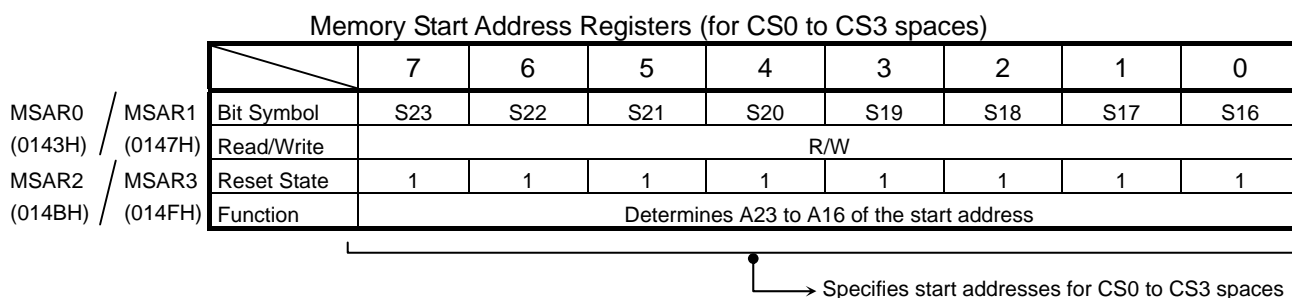 Memory Start Address Registers (for CS0 to CS3 spaces)
7 6 5 4 3 2 1 0
MSAR0 / MSAR1 Bit Symbol S23 S22 S21 S20 S19 S18 S17 S16
(0143H) / (0147H) Read/Write R/W
MSAR2 / MSAR3 Reset State 1 1 1 1 1 1 1 1
(014BH) / (014FH) Function Determines A23 to A16 of the start address
Specifies start addresses for CS0 to CS3 spaces